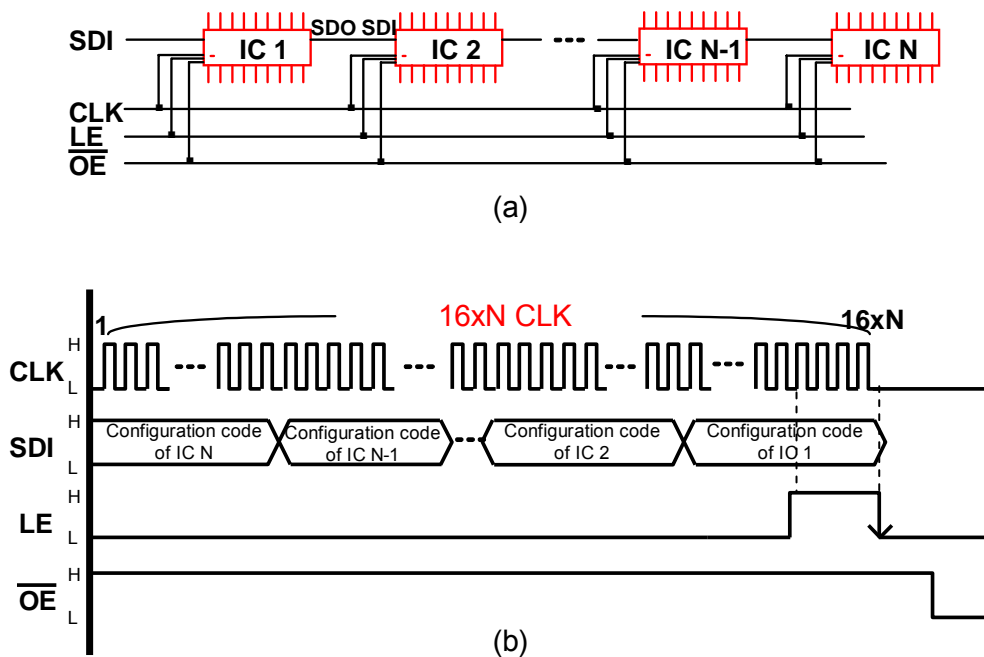 SDI
IC 1
SDO SDI
IC 2
IC N-1
IC N
CLK
LE
OE
(a)
1
16xN CLK
16xN
CLK
H
L
SDI
H
L
Configuration code
of IC N
Configuration code
of IC N-1
Configuration code
of IC 2
Configuration code
of IO 1
LE
H
L
OE
H
L
(b)